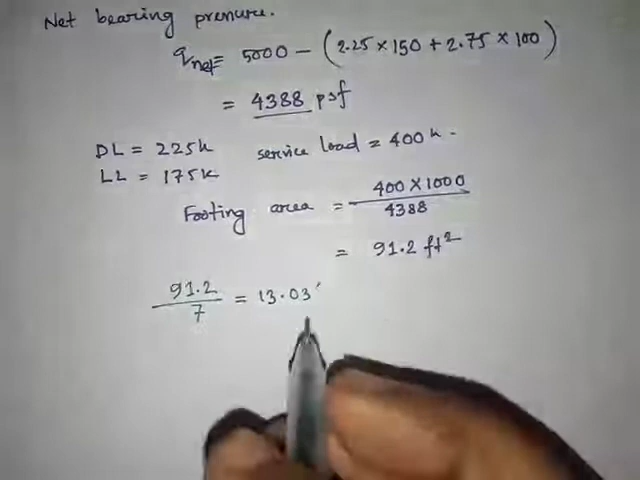 Net bearing pressure.
qnet = 5000 - (2.25 × 150 + 2.75 × 100)
= 4388 psf
DL = 225k service load = 400k.
LL = 175k
Footing area = 400 × 1000 / 4388
= 91.2 ft²
91.2 / 7 = 13.03'